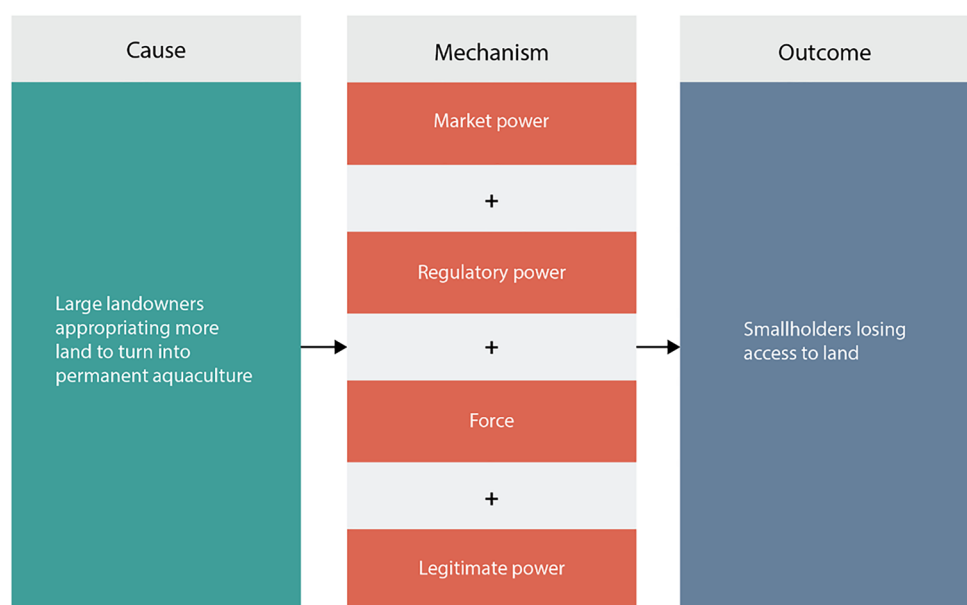 Cause
Mechanism
Outcome
Large landowners
appropriating more
land to turn into
permanent aquaculture
Market power
+
Regulatory power
+
Force
+
Legitimate power
Smallholders losing
access to land